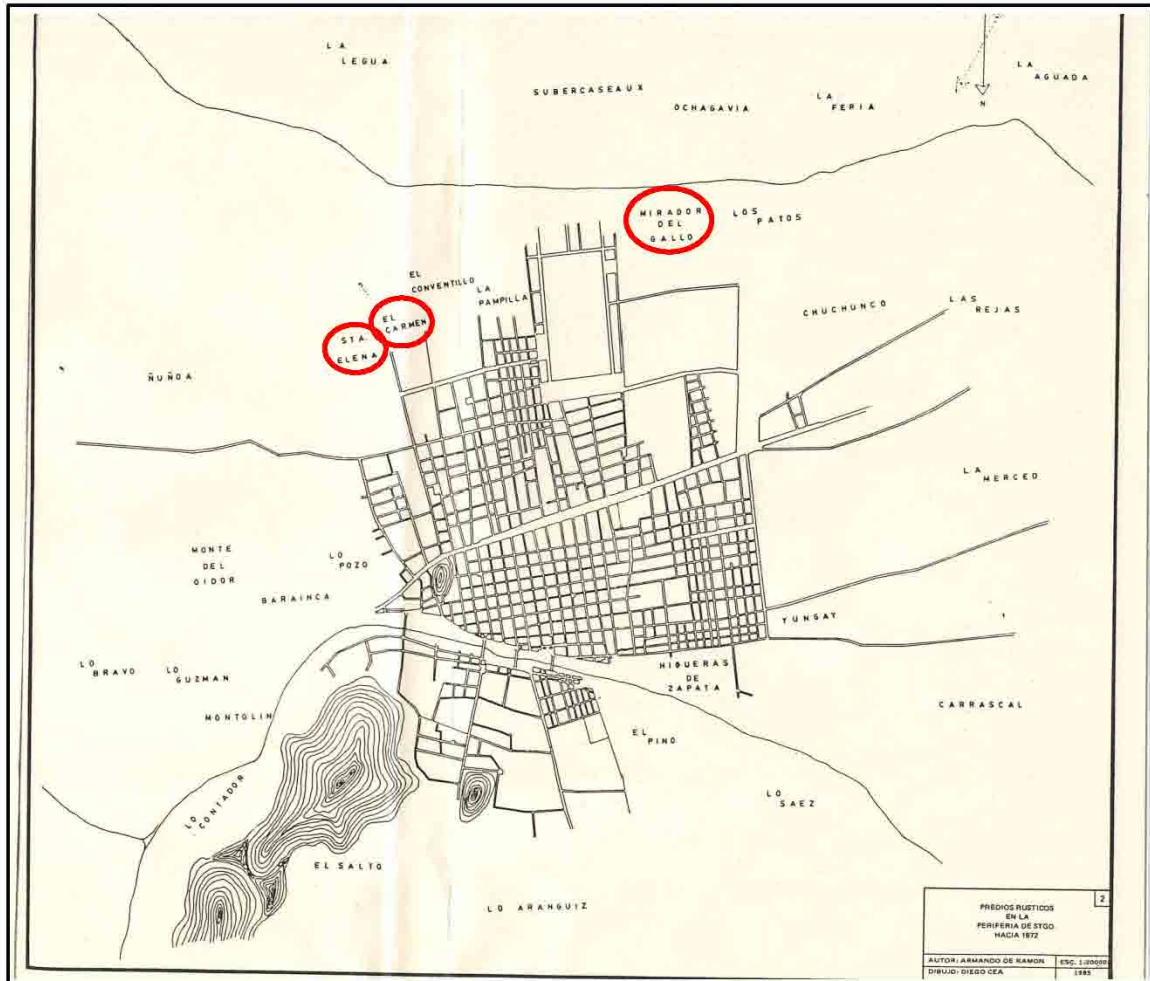 LA
LEGUA
SUBERCASEAUX
OCHAGAVIA
LA
FERIA
LA
AGUADA
N
MIRADOR
DEL
GALLO
LOS
PATOS
EL
CONVENTILLO
LA
PAMPILLA
EL
CARMEN
STA.
ELENA
CHUCHUNCO
LAS
REJAS
ÑUÑOA
LA
MERCED
MONTE
DEL
OIDOR
LO
POZO
BARAINCA
YUNGAY
LO
BRAVO
LO
GUZMAN
MONTOLIN
HIGUERAS
DE
ZAPATA
CARRASCAL
EL
PINO
LO
CONTADOR
LO
SAEZ
EL SALTO
LO ARANGUIZ
2
PREDIOS RUSTICOS
EN LA
PERIFERIA DE STGO.
HACIA 1872
AUTOR: ARMANDO DE RAMON
ESC. 1:20000
DIBUJO: DIEGO CEA
1985